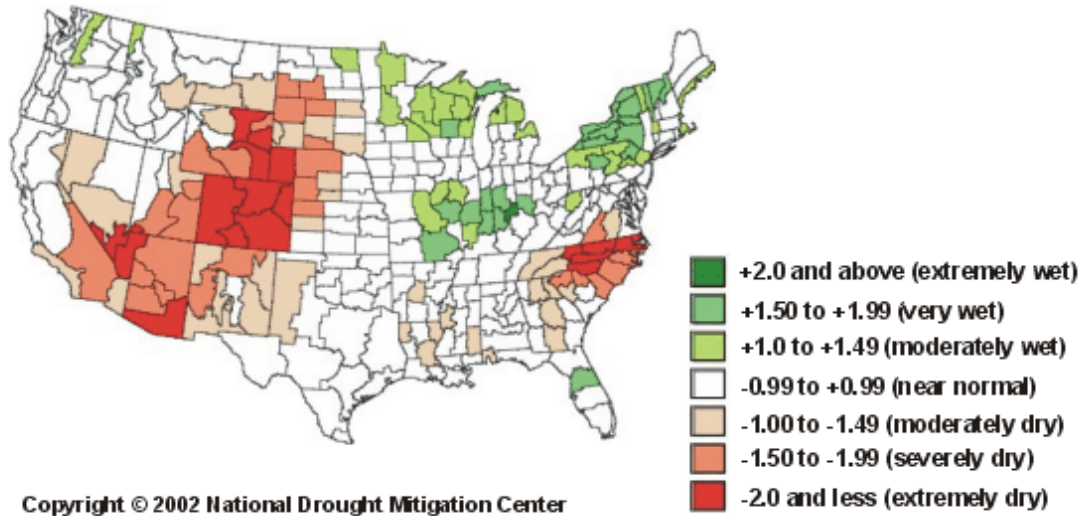 +2.0 and above (extremely wet)
+1.50 to +1.99 (very wet)
+1.0 to +1.49 (moderately wet)
-0.99 to +0.99 (near normal)
-1.00 to -1.49 (moderately dry)
-1.50 to -1.99 (severely dry)
-2.0 and less (extremely dry)
Copyright © 2002 National Drought Mitigation Center